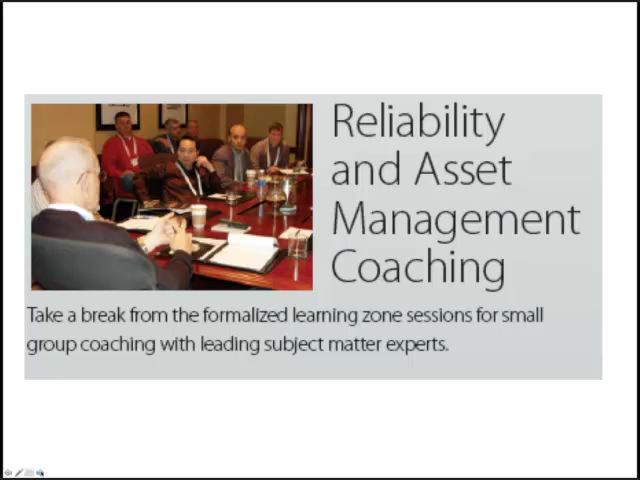 Reliability
and Asset
Management
Coaching
Take a break from the formalized learning zone sessions for small
group coaching with leading subject matter experts.